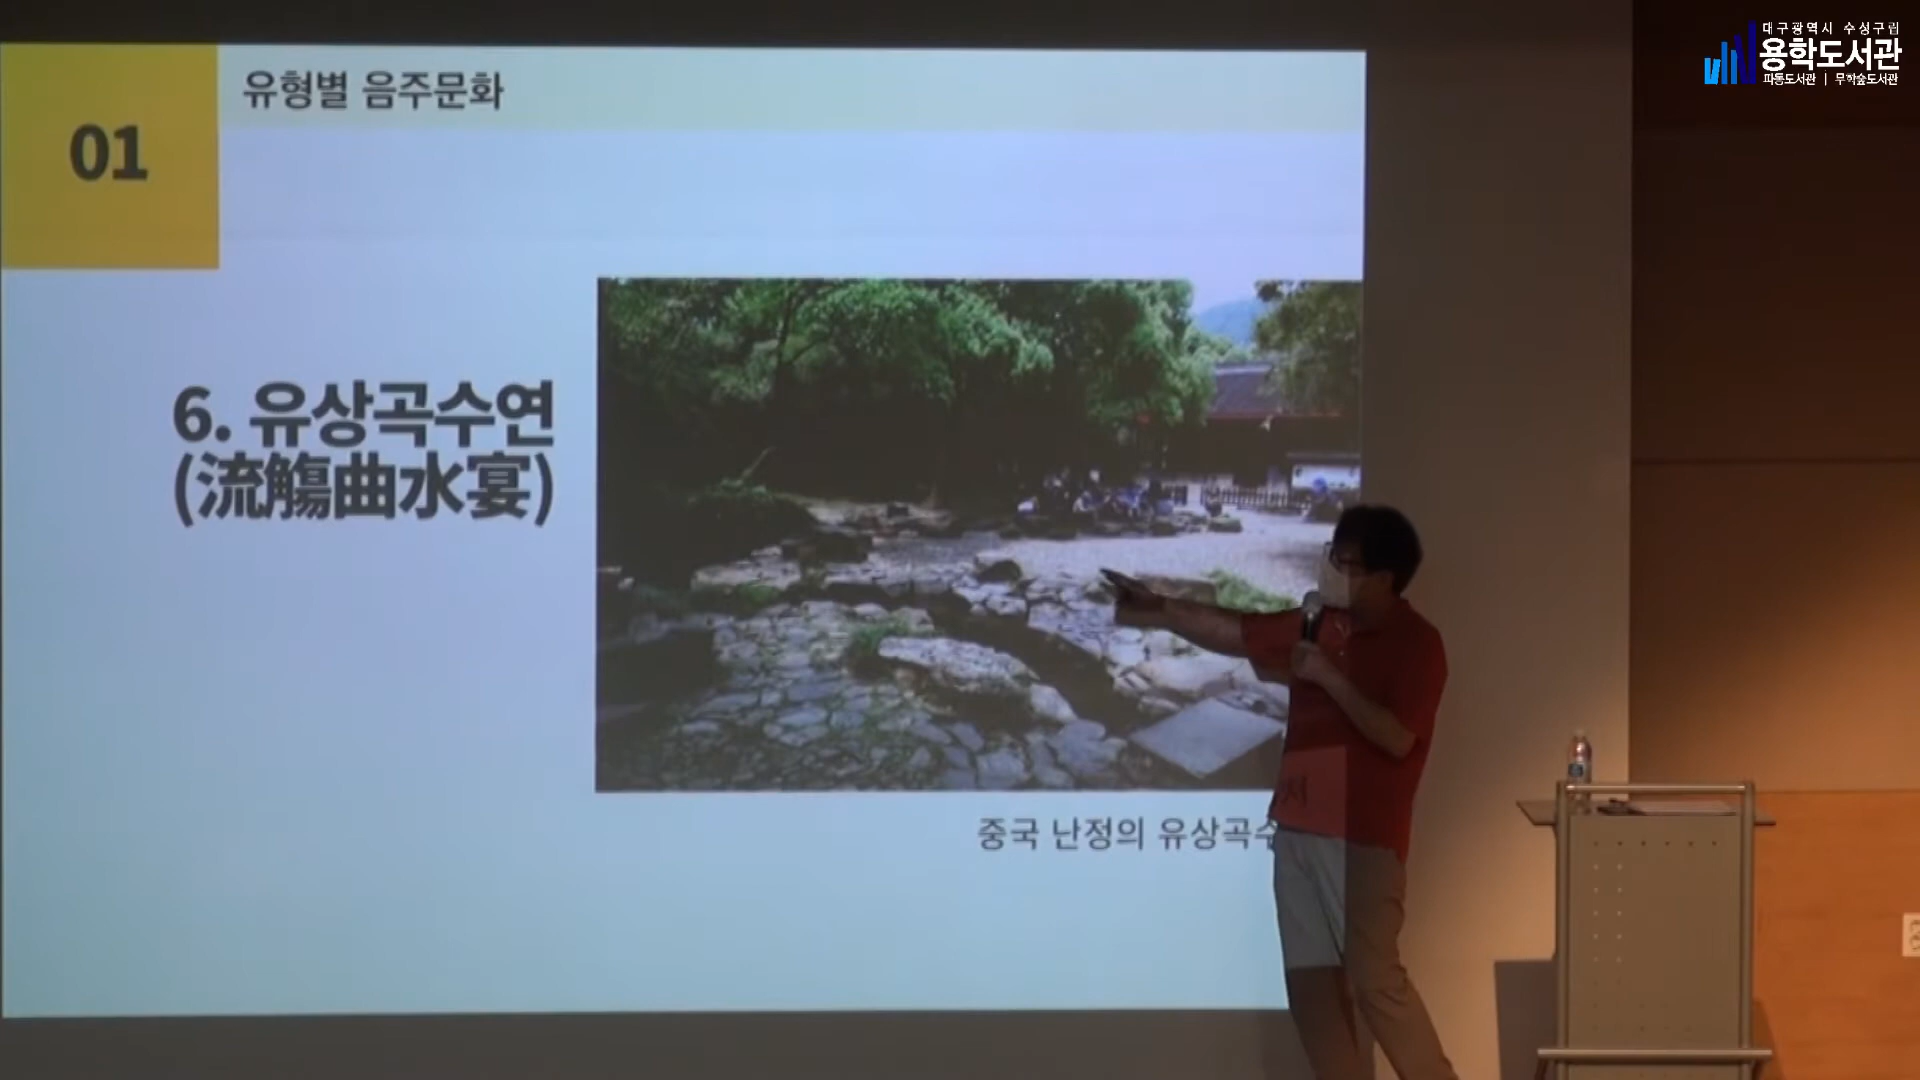 대구광역시 수성구립
용학도서관
파동도서관 | 무학숲도서관
유형별 음주문화
01
6. 유상곡수연
(流觴曲水宴)
중국 난정의 유상곡수